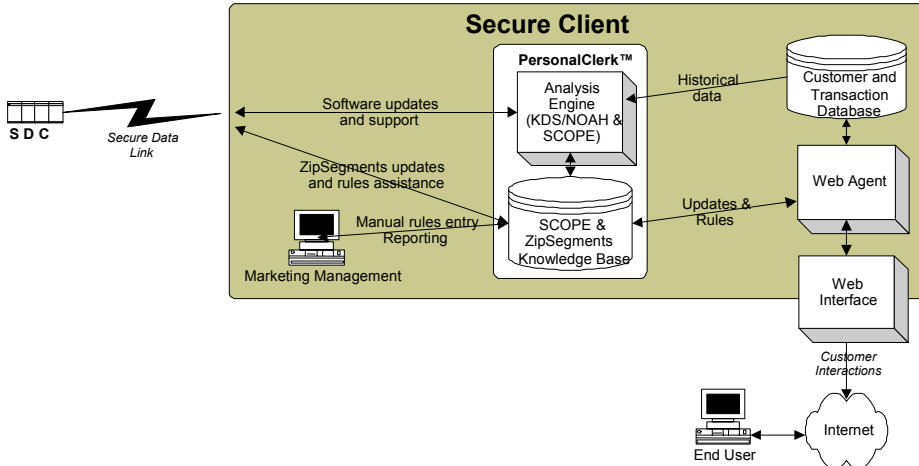 Secure Client
PersonalClerk™
Analysis
Engine
(KDS/NOAH &
SCOPE)
Historical
data
Customer and
Transaction
Database
Software updates
and support
S D C
Secure Data
Link
ZipSegments updates
and rules assistance
Web Agent
Updates &
Rules
Manual rules entry
Reporting
SCOPE &
ZipSegments
Knowledge Base
Marketing Management
Web
Interface
Customer
Interactions
Internet
End User